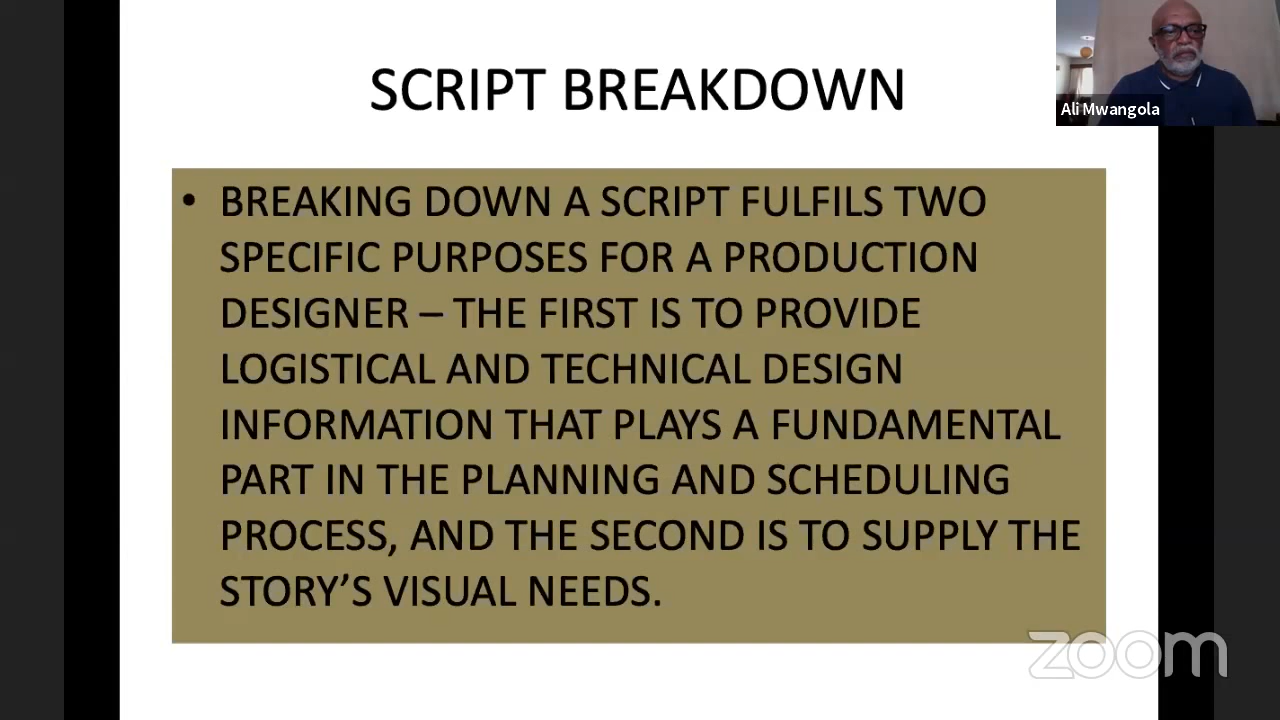 SCRIPT BREAKDOWN
Ali Mwangola
• BREAKING DOWN A SCRIPT FULFILS TWO
SPECIFIC PURPOSES FOR A PRODUCTION
DESIGNER – THE FIRST IS TO PROVIDE
LOGISTICAL AND TECHNICAL DESIGN
INFORMATION THAT PLAYS A FUNDAMENTAL
PART IN THE PLANNING AND SCHEDULING
PROCESS, AND THE SECOND IS TO SUPPLY THE
STORY’S VISUAL NEEDS.
zoom